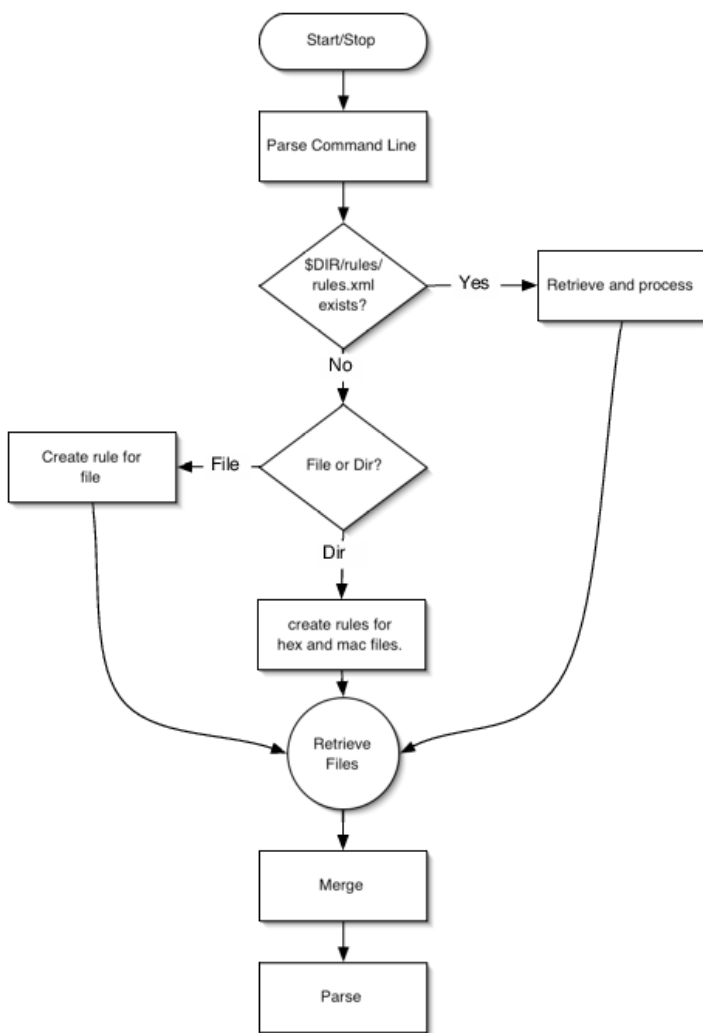 Start/Stop
Parse Command Line
$DIR/rules/
rules.xml
exists?
Yes
Retrieve and process
No
File or Dir?
File
Create rule for
file
Dir
create rules for
hex and mac files.
Retrieve
Files
Merge
Parse